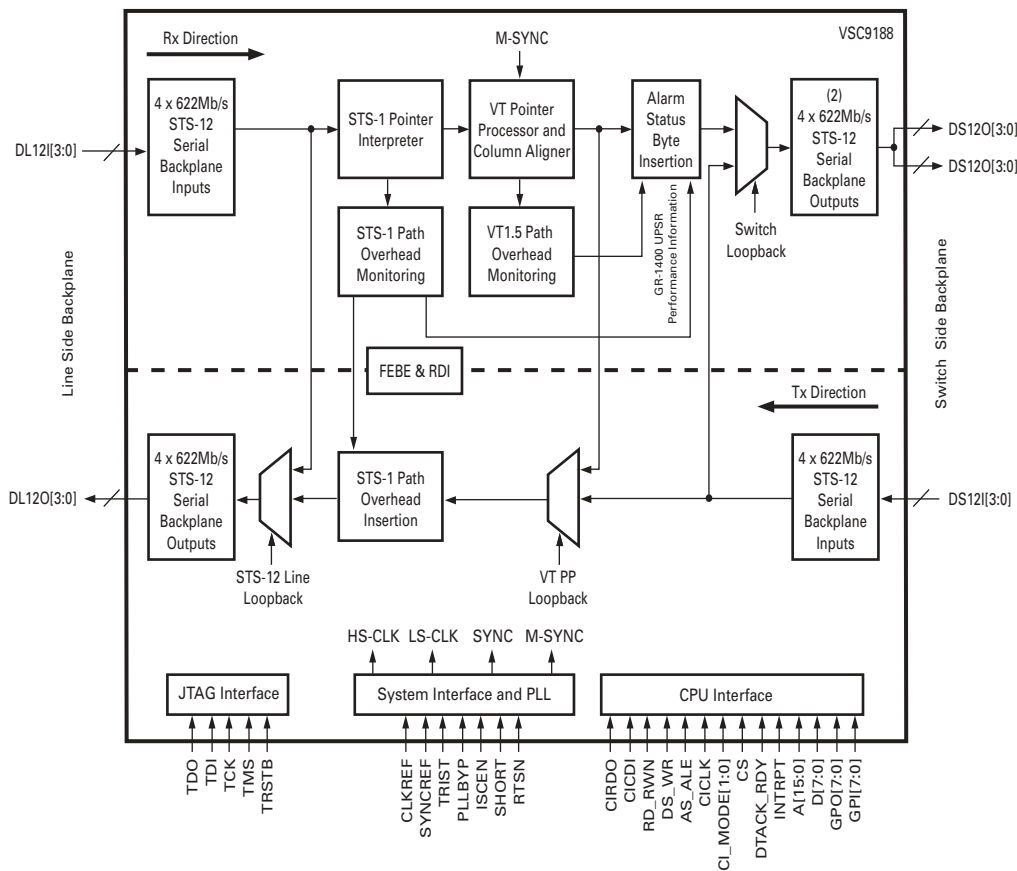 VSC9188
Rx Direction
M-SYNC
4 x 622Mb/s
STS-12
Serial
Backplane
Inputs
STS-1 Pointer
Interpreter
VT Pointer
Processor and
Column Aligner
Alarm
Status
Byte
Insertion
(2)
4 x 622Mb/s
STS-12
Serial
Backplane
Outputs
DL12I[3:0]
DS12O[3:0]
DS12O[3:0]
STS-1 Path
Overhead
Monitoring
VT1.5 Path
Overhead
Monitoring
GR-1400 UPSR
Performance Information
Switch
Loopback
Line Side Backplane
Switch Side Backplane
FEBE & RDI
Tx Direction
4 x 622Mb/s
STS-12
Serial
Backplane
Outputs
STS-1 Path
Overhead
Insertion
4 x 622Mb/s
STS-12
Serial
Backplane
Inputs
DL12O[3:0]
DS12I[3:0]
STS-12 Line
Loopback
VT PP
Loopback
HS-CLK
LS-CLK
SYNC
M-SYNC
JTAG Interface
System Interface and PLL
CPU Interface
TDO
TDI
TCK
TMS
TRSTB
CLKREF
SYNCREF
TRIST
PLLBYP
ISCEN
SHORT
RTSN
CIRDO
CICDI
RD_RWN
DS_WR
AS_ALE
CICLK
CI_MODE[1:0]
CS
DTACK_RDY
INTRPT
A[15:0]
D[7:0]
GPO[7:0]
GPI[7:0]